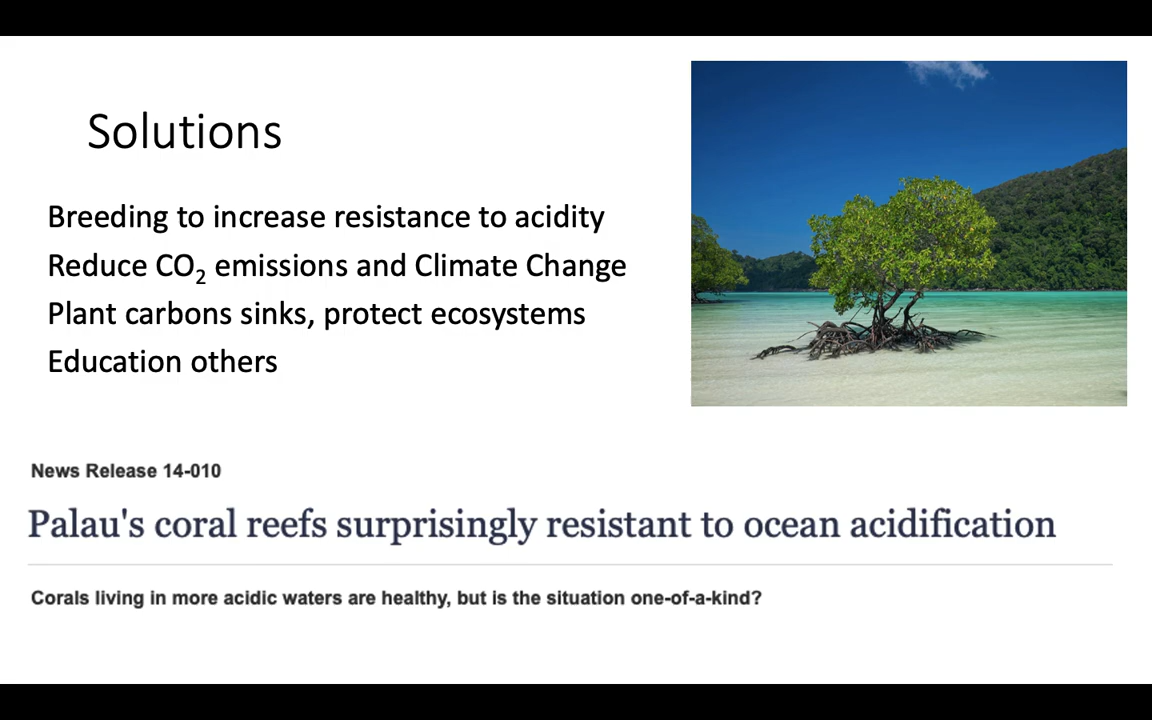 Solutions
Breeding to increase resistance to acidity
Reduce CO₂ emissions and Climate Change
Plant carbons sinks, protect ecosystems
Education others
News Release 14-010
Palau's coral reefs surprisingly resistant to ocean acidification
Corals living in more acidic waters are healthy, but is the situation one-of-a-kind?